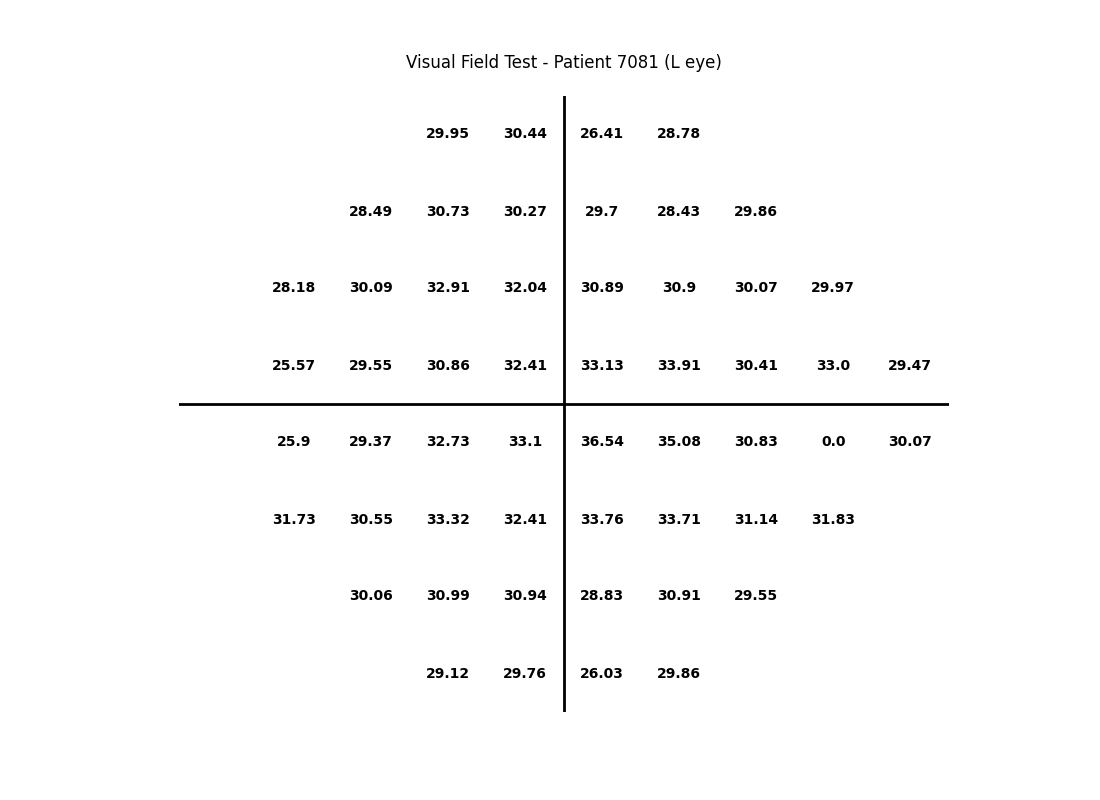 Visual Field Test - Patient 7081 (L eye)
29.95 30.44 26.41 28.78
28.49 30.73 30.27 29.7 28.43 29.86
28.18 30.09 32.91 32.04 30.89 30.9 30.07 29.97
25.57 29.55 30.86 32.41 33.13 33.91 30.41 33.0 29.47
25.9 29.37 32.73 33.1 36.54 35.08 30.83 0.0 30.07
31.73 30.55 33.32 32.41 33.76 33.71 31.14 31.83
30.06 30.99 30.94 28.83 30.91 29.55
29.12 29.76 26.03 29.86